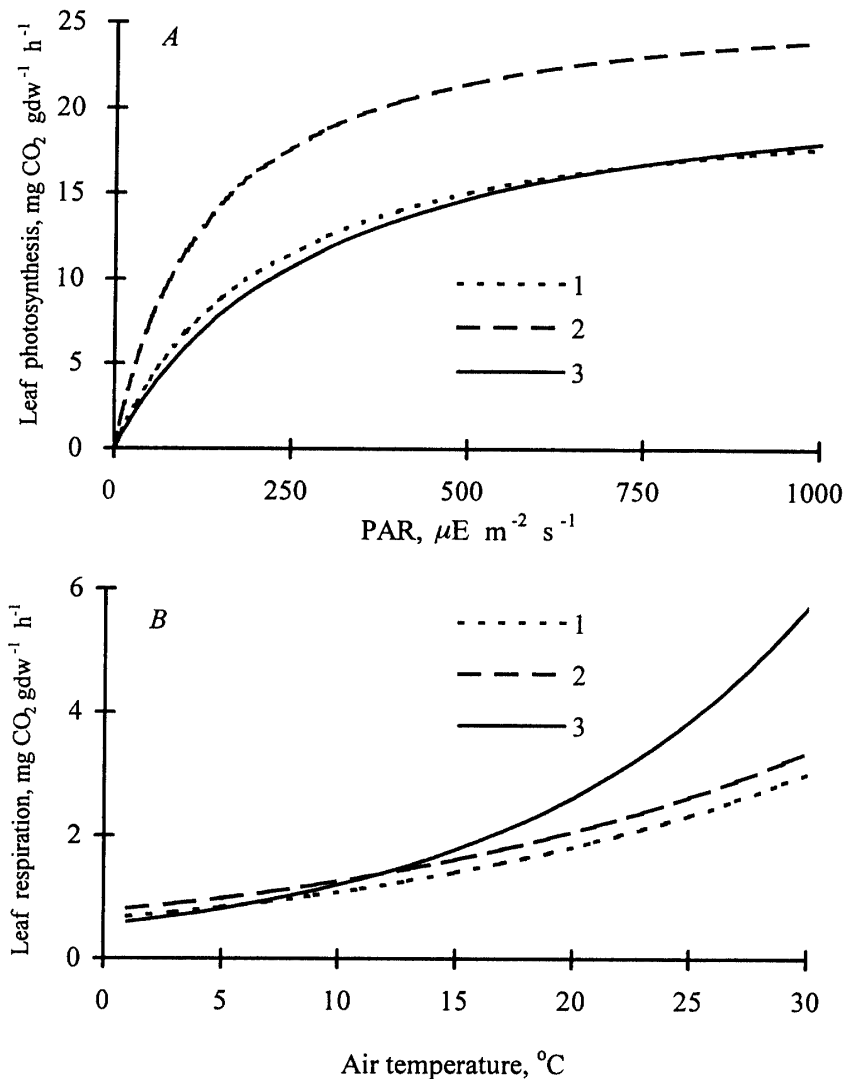 A
Leaf photosynthesis, mg CO₂ gdw⁻¹ h⁻¹
25
20
15
10
5
0
1
2
3
0 250 500 750 1000
PAR, μE m⁻² s⁻¹
B
Leaf respiration, mg CO₂ gdw⁻¹ h⁻¹
6
4
2
0
1
2
3
0 5 10 15 20 25 30
Air temperature, °C